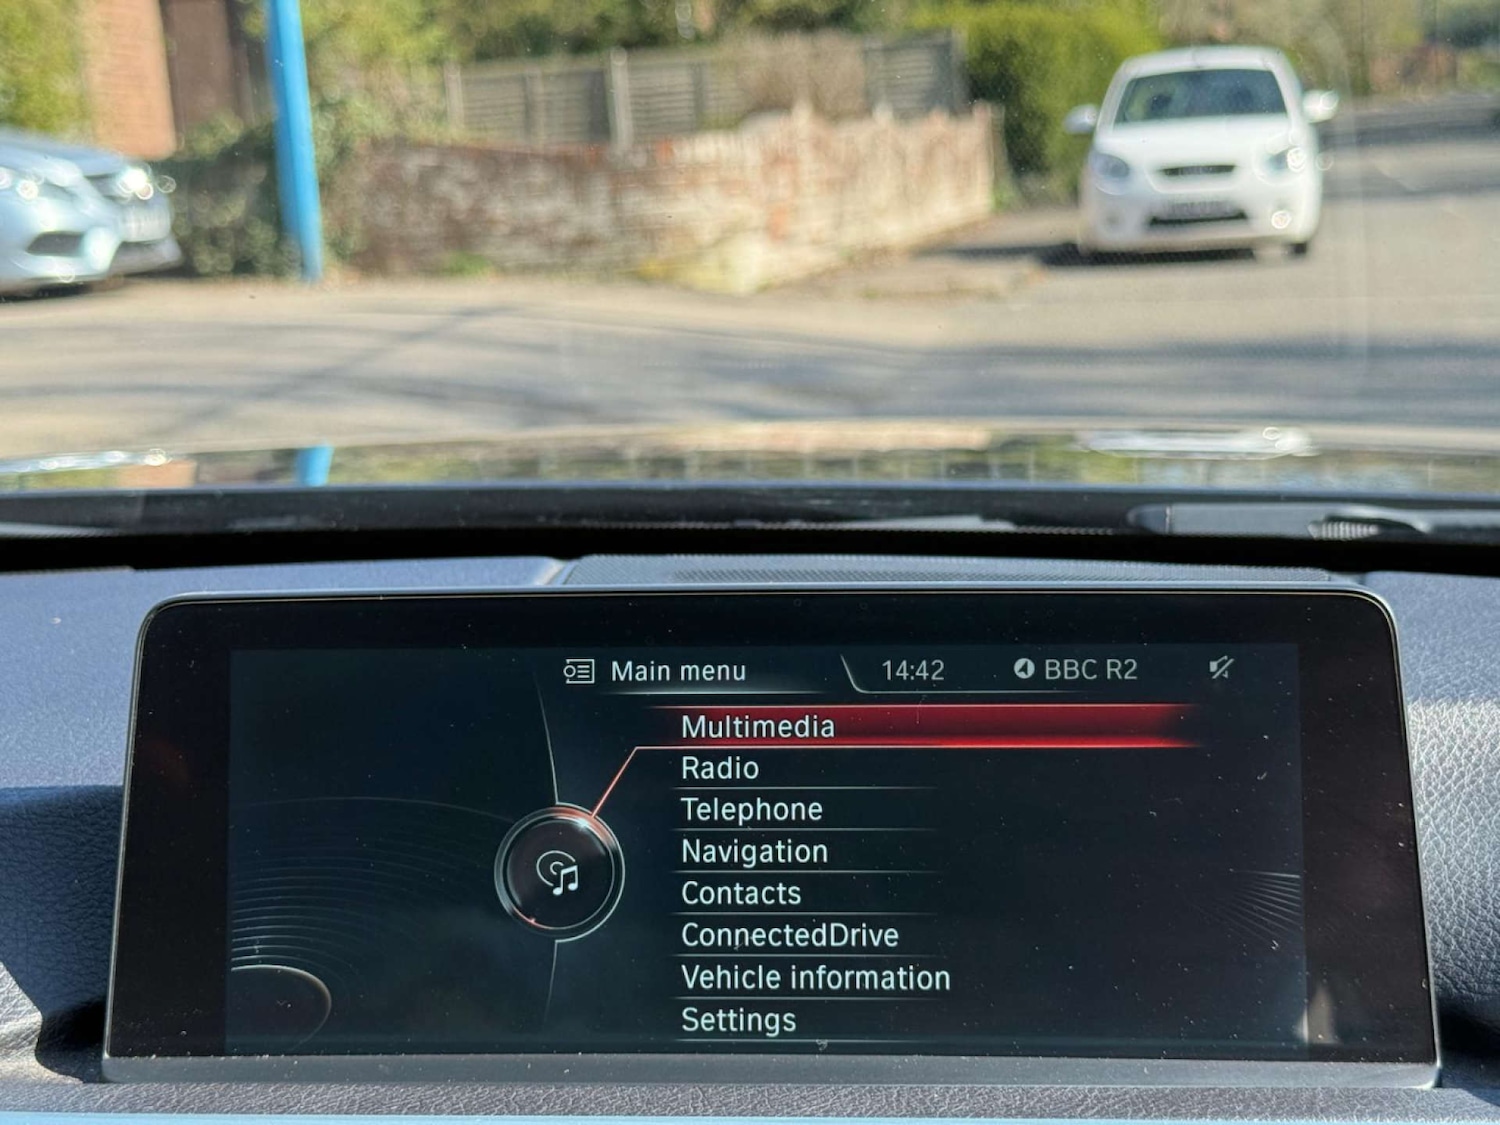 Main menu 14:42 BBC R2
Multimedia
Radio
Telephone
Navigation
Contacts
ConnectedDrive
Vehicle information
Settings